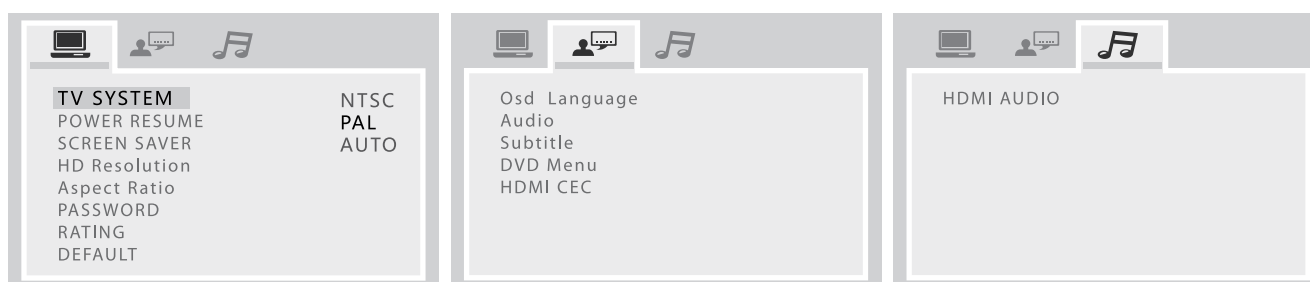 TV SYSTEM
POWER RESUME
SCREEN SAVER
HD Resolution
Aspect Ratio
PASSWORD
RATING
DEFAULT
NTSC
PAL
AUTO
Osd Language
Audio
Subtitle
DVD Menu
HDMI CEC
HDMI AUDIO